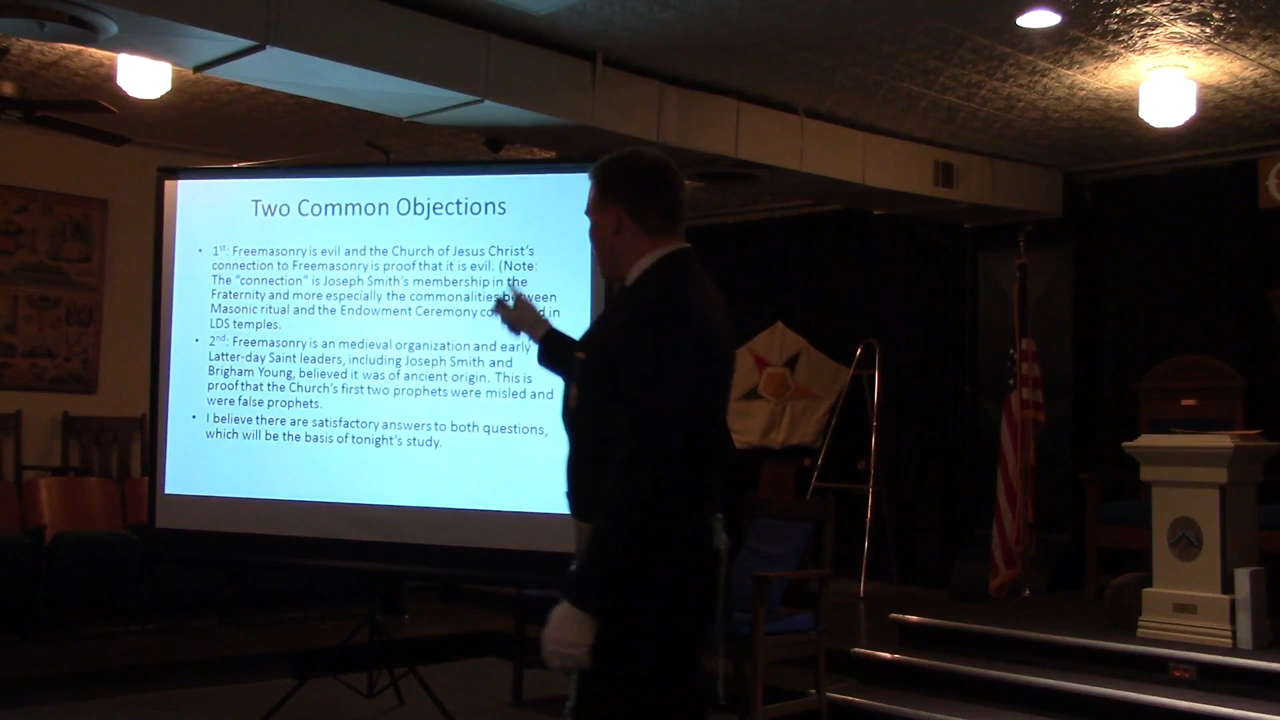 Two Common Objections
• 1st: Freemasonry is evil and the Church of Jesus Christ's
connection to Freemasonry is proof that it is evil. (Note:
The "connection" is Joseph Smith's membership in the
Fraternity and more especially the commonalities between
Masonic ritual and the Endowment Ceremony in
LDS temples.
• 2nd: Freemasonry is an medieval organization and early
Latter-day Saint leaders, including Joseph Smith and
Brigham Young, believed it was of ancient origin. This is
proof that the Church's first two prophets were misled and
were false prophets.
• I believe there are satisfactory answers to both questions,
which will be the basis of tonight's study.